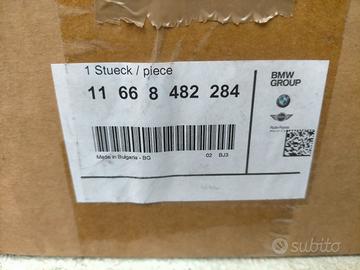 1 Stueck / piece
11 66 8 482 284
BMW
GROUP
Made in Bulgaria - BG
02 BJ3
subito